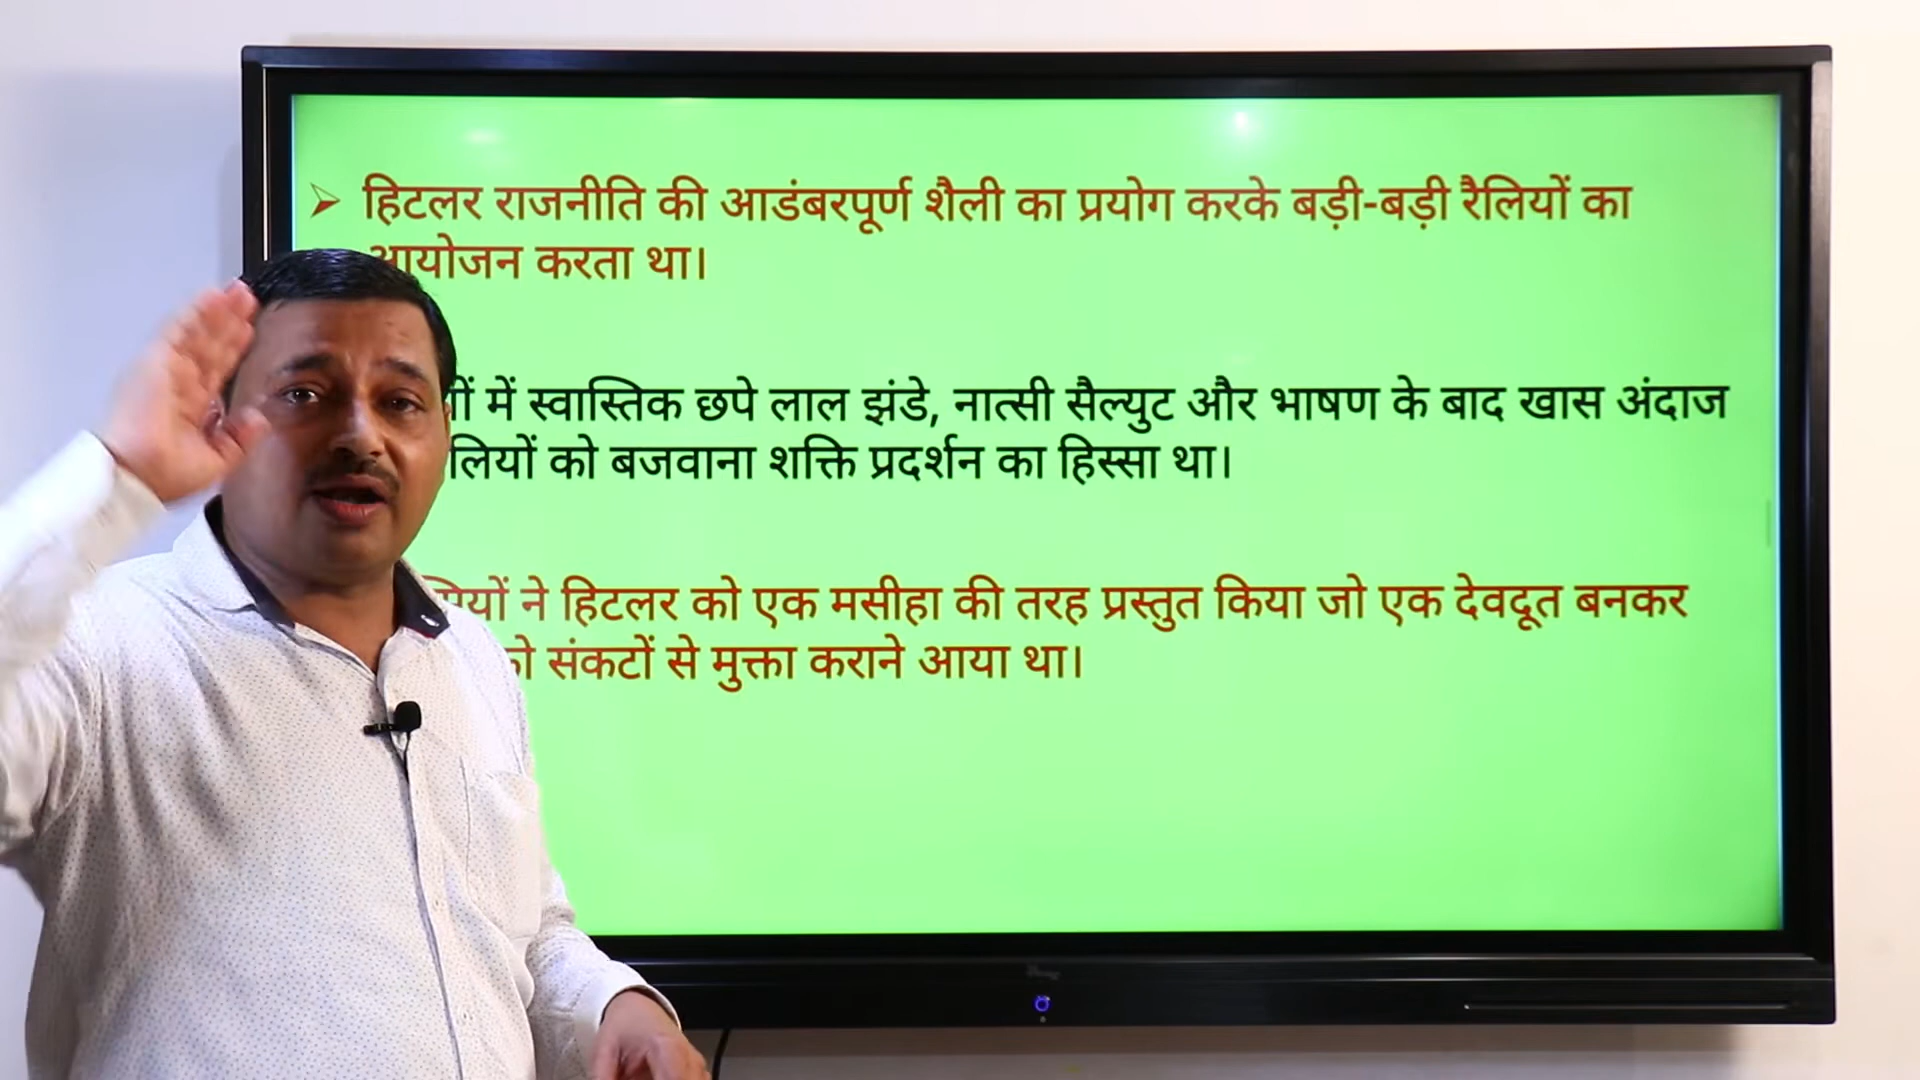 हिटलर राजनीति की आडंबरपूर्ण शैली का प्रयोग करके बड़ी-बड़ी रैलियों का
आयोजन करता था।
में स्वास्तिक छपे लाल झंडे, नात्सी सैल्युट और भाषण के बाद खास अंदाज
को बजवाना शक्ति प्रदर्शन का हिस्सा था।
ने हिटलर को एक मसीहा की तरह प्रस्तुत किया जो एक देवदूत बनकर
संकटों से मुक्ता कराने आया था।